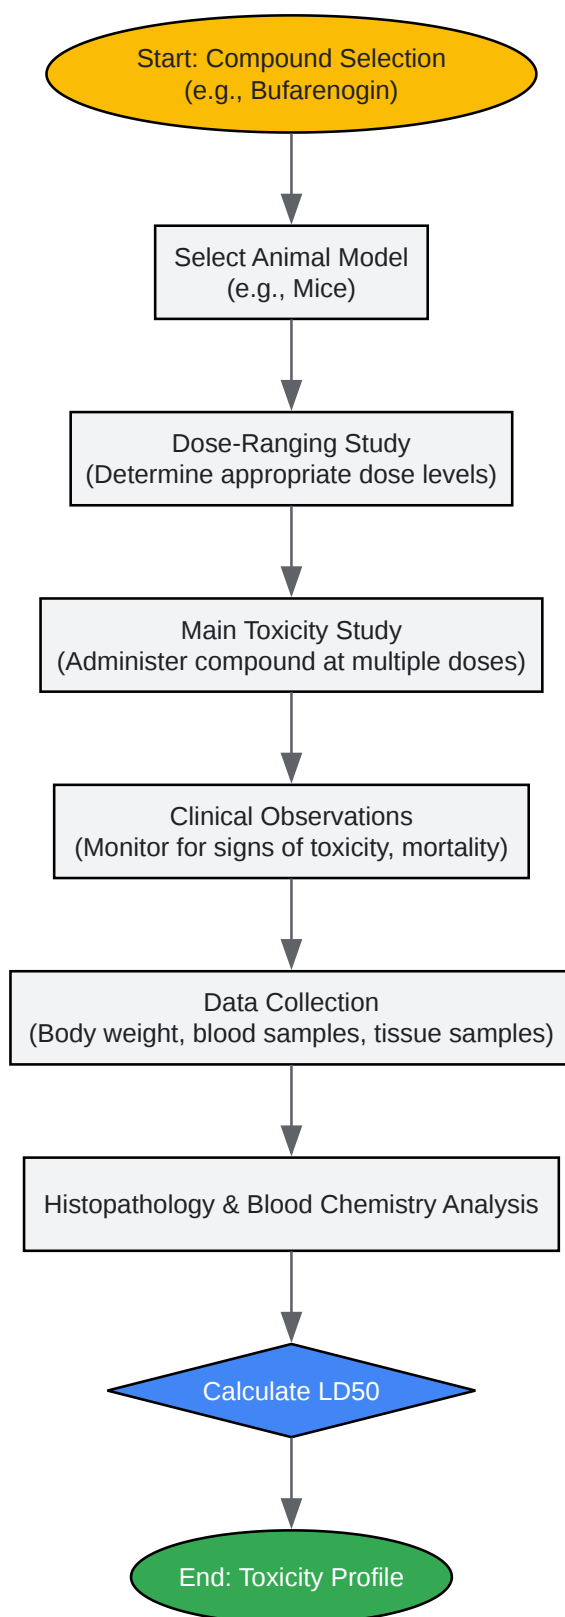 Start: Compound Selection
(e.g., Bufarenogin)
Select Animal Model
(e.g., Mice)
Dose-Ranging Study
(Determine appropriate dose levels)
Main Toxicity Study
(Administer compound at multiple doses)
Clinical Observations
(Monitor for signs of toxicity, mortality)
Data Collection
(Body weight, blood samples, tissue samples)
Histopathology & Blood Chemistry Analysis
Calculate LD50
End: Toxicity Profile